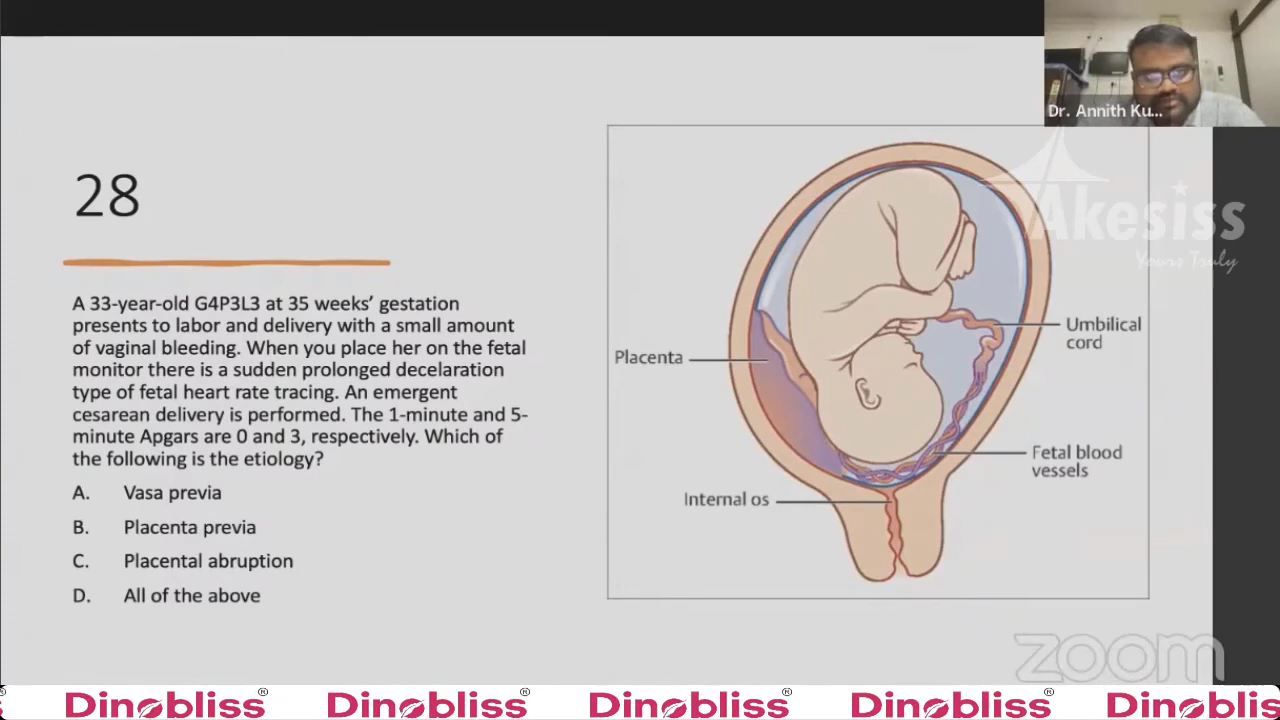 Dr. Annith Ku...
Akesiss
Yours Truly
28
A 33-year-old G4P3L3 at 35 weeks’ gestation
presents to labor and delivery with a small amount
of vaginal bleeding. When you place her on the fetal
monitor there is a sudden prolonged decelaration
type of fetal heart rate tracing. An emergent
cesarean delivery is performed. The 1-minute and 5-
minute Apgars are 0 and 3, respectively. Which of
the following is the etiology?
A. Vasa previa
B. Placenta previa
C. Placental abruption
D. All of the above
Placenta
Umbilical
cord
Fetal blood
vessels
Internal os
zoom
Dinobliss® Dinobliss® Dinobliss® Dinobliss® Dinoblis